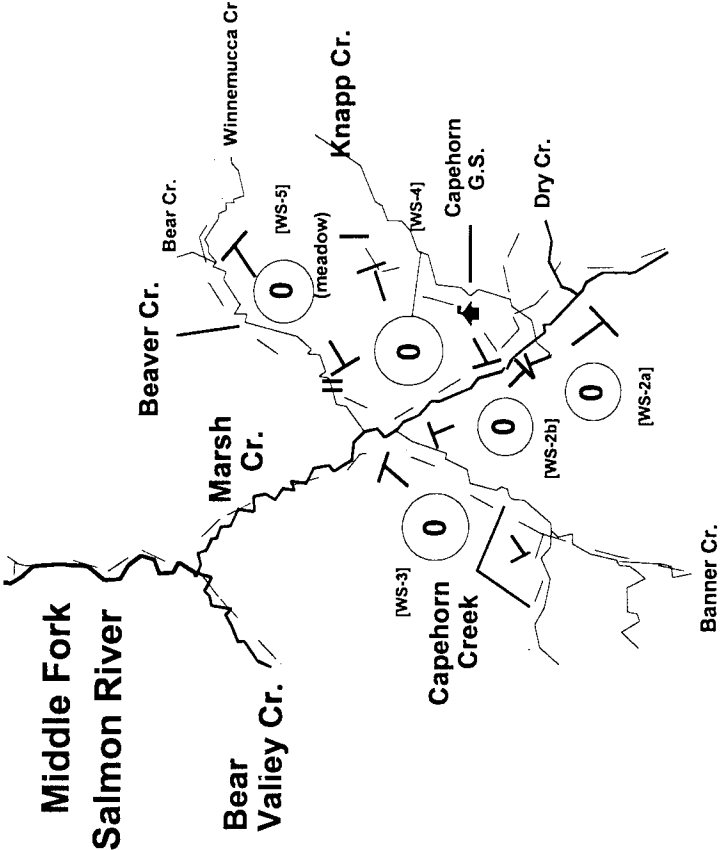 Middle Fork
Salmon River
Bear
Valiey Cr.
Marsh
Cr.
Beaver Cr.
Bear Cr.
Winnemucca Cr
[WS-5]
0
(meadow)
Knapp Cr.
[WS-4]
0
Capehorn
G.S.
Dry Cr.
0
[WS-2a]
0
[WS-2b]
[WS-3]
0
Capehorn
Creek
Banner Cr.